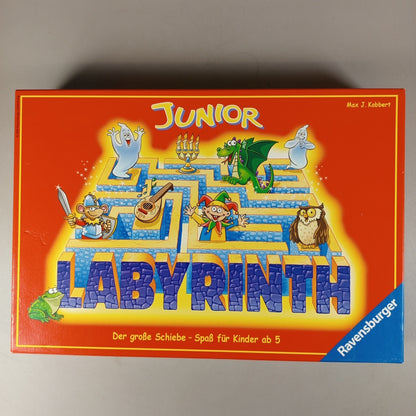 JUNIOR
Max J. Kobbert
LABYRINTH
Der große Schiebe - Spaß für Kinder ab 5
Ravensburger